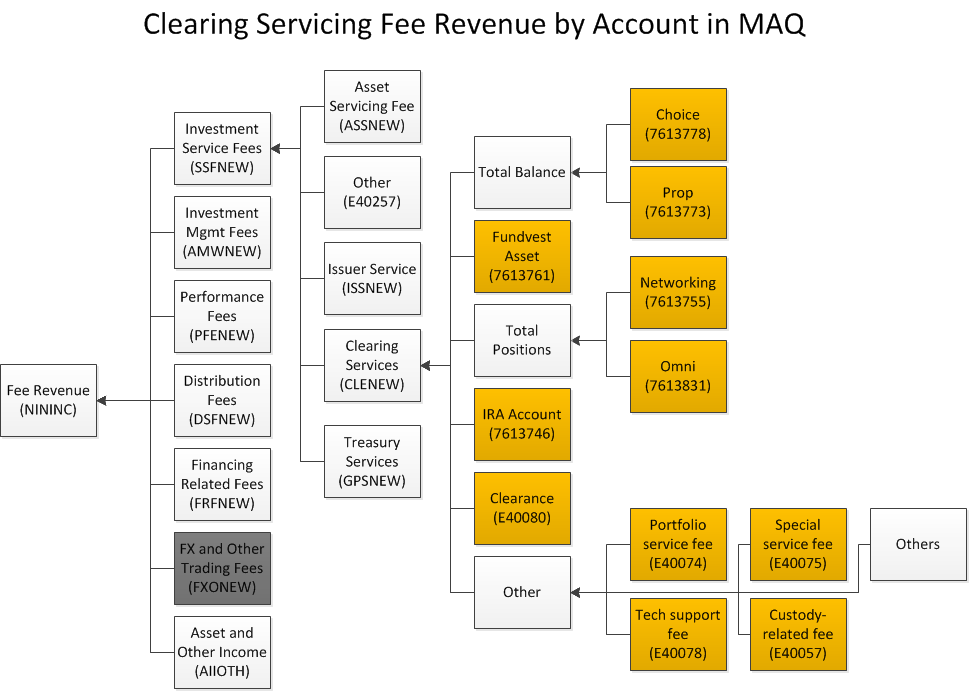 Clearing Servicing Fee Revenue by Account in MAQ
Fee Revenue
(NININC)
Investment
Service Fees
(SSFNEW)
Investment
Mgmt Fees
(AMWNEW)
Performance
Fees
(PFENEW)
Distribution
Fees
(DSFNEW)
Financing
Related Fees
(FRFNEW)
FX and Other
Trading Fees
(FXONEW)
Asset and
Other Income
(AIIOTH)
Asset
Servicing Fee
(ASSNEW)
Other
(E40257)
Issuer Service
(ISSNEW)
Clearing
Services
(CLENEW)
Treasury
Services
(GPSNEW)
Total Balance
Fundvest
Asset
(7613761)
Total
Positions
IRA Account
(7613746)
Clearance
(E40080)
Other
Choice
(7613778)
Prop
(7613773)
Networking
(7613755)
Omni
(7613831)
Portfolio
service fee
(E40074)
Tech support
fee
(E40078)
Special
service fee
(E40075)
Custody-
related fee
(E40057)
Others